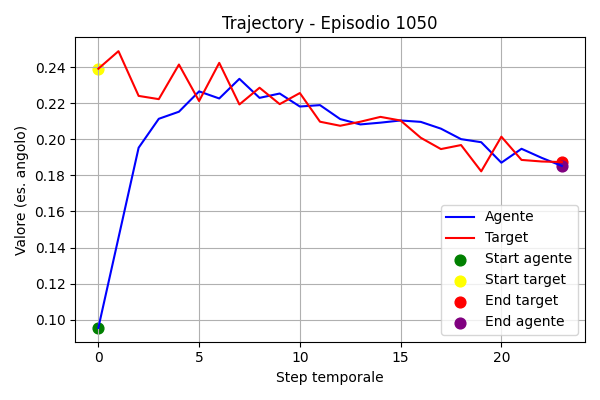 Trajectory - Episodio 1050
Valore (es. angolo)
0.24
0.22
0.20
0.18
0.16
0.14
0.12
0.10
0
5
10
15
20
Step temporale
Agente
Target
Start agente
Start target
End target
End agente